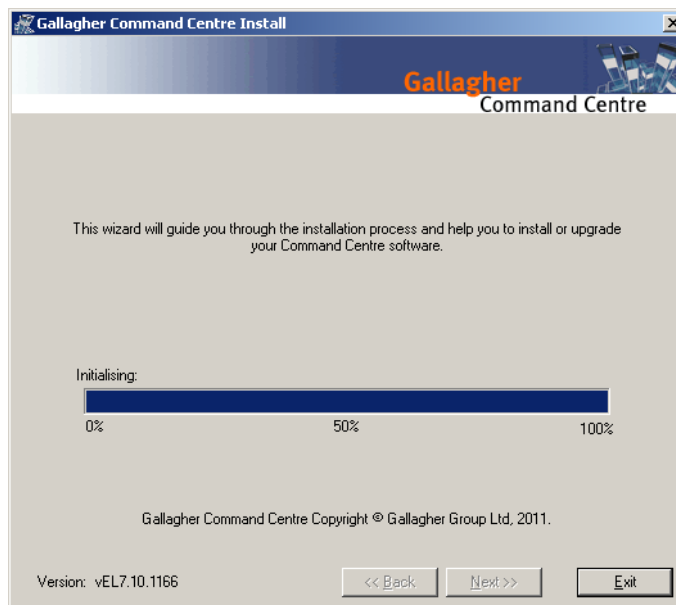 Gallagher Command Centre Install
Gallagher
Command Centre
This wizard will guide you through the installation process and help you to install or upgrade
your Command Centre software.
Initialising:
0% 50% 100%
Gallagher Command Centre Copyright © Gallagher Group Ltd, 2011.
Version: vEL7.10.1166 << Back Next >> Exit